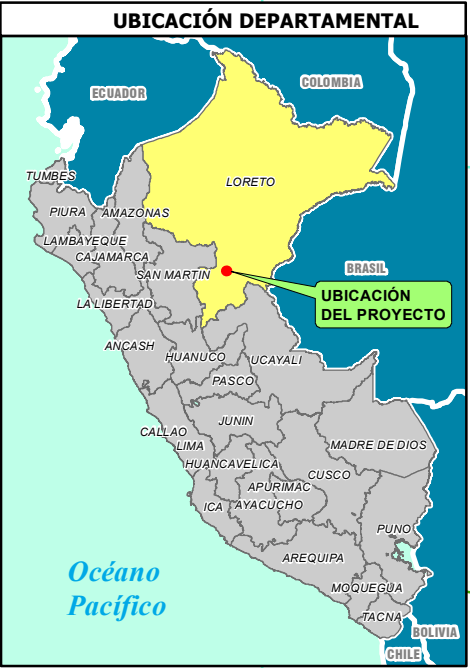 UBICACIÓN DEPARTAMENTAL
ECUADOR
COLOMBIA
TUMBES
LORETO
PIURA
AMAZONAS
LAMBAYEQUE
CAJAMARCA
SAN MARTIN
BRASIL
UBICACIÓN
DEL PROYECTO
LA LIBERTAD
ANCASH
HUANUCO
UCAYALI
PASCO
JUNIN
CALLAO
LIMA
MADRE DE DIOS
HUANCAVELICA
CUSCO
APURIMAC
ICA
AYACUCHO
PUNO
AREQUIPA
Océano
Pacífico
MOQUEGUA
TACNA
BOLIVIA
CHILE